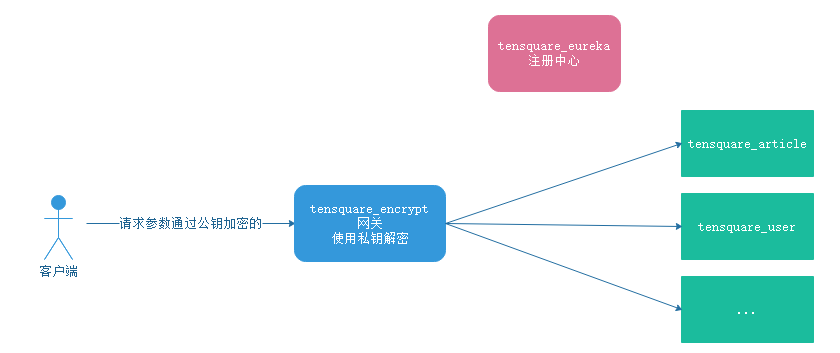 tensquare_eureka
注册中心
tensquare_article
tensquare_encrypt
网关
使用私钥解密
请求参数通过公钥加密的
tensquare_user
客户端
...